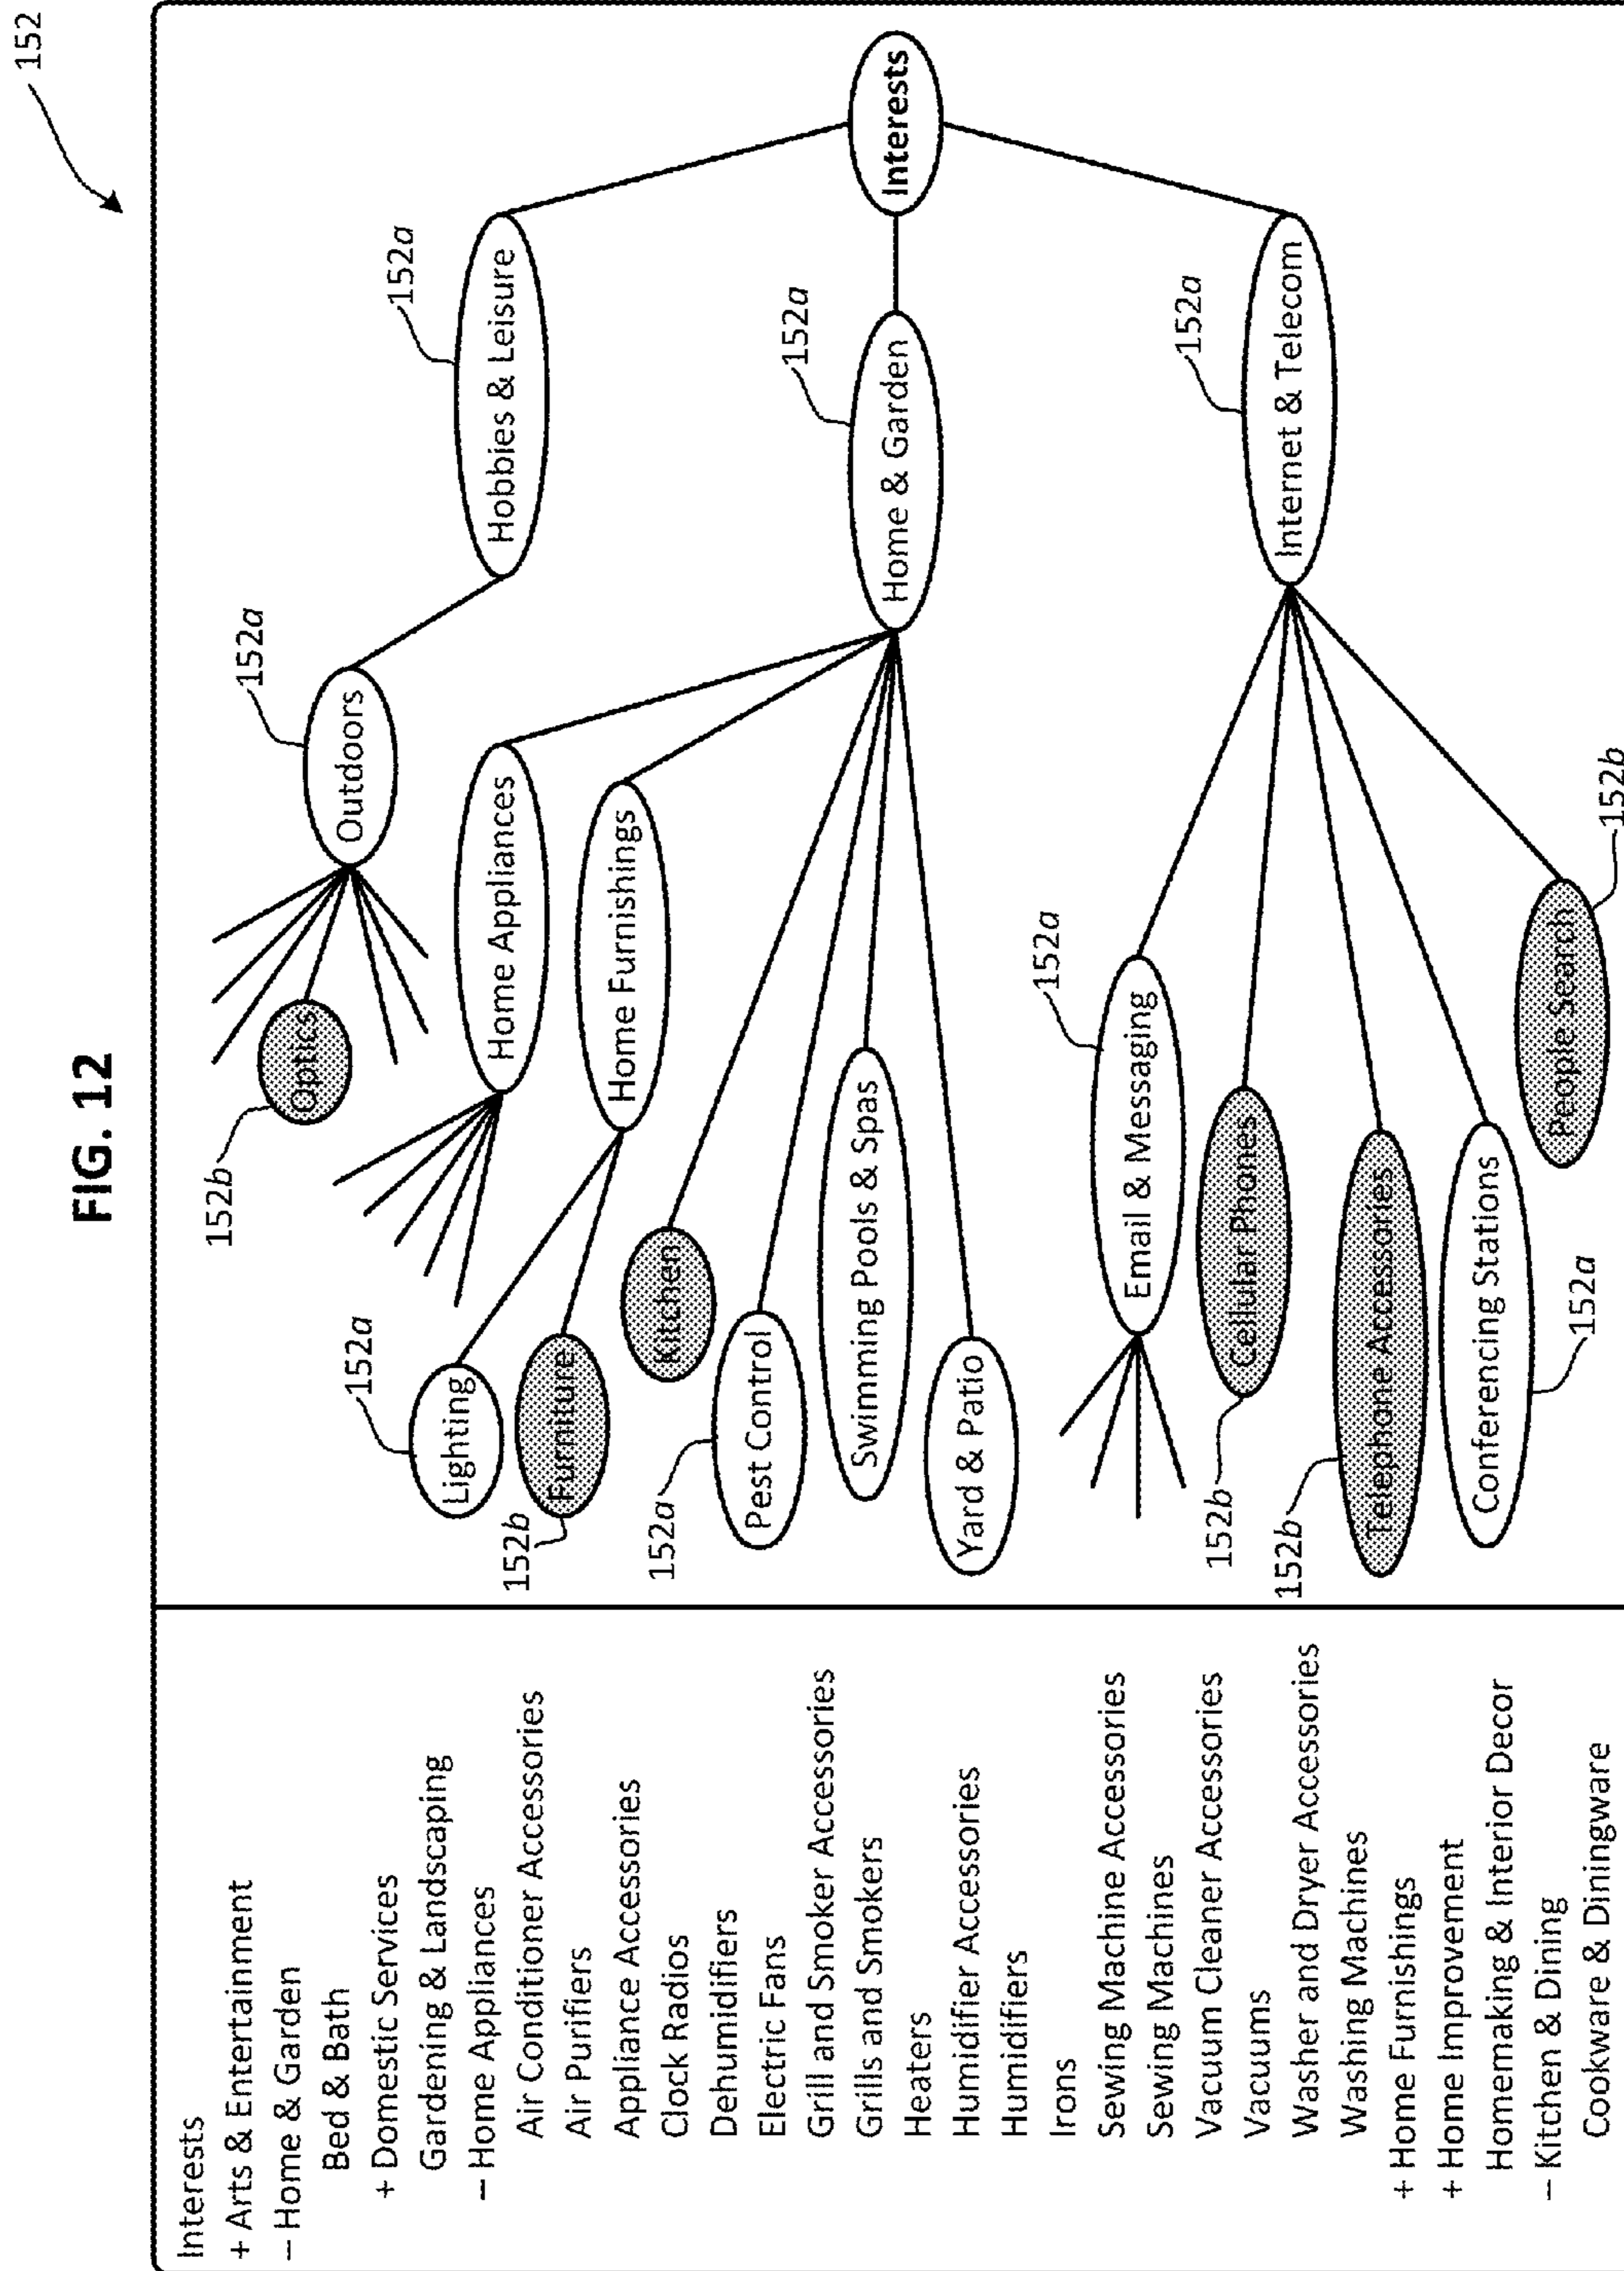 FIG. 12
152
Interests
+ Arts & Entertainment
– Home & Garden
Bed & Bath
+ Domestic Services
Gardening & Landscaping
– Home Appliances
Air Conditioner Accessories
Air Purifiers
Appliance Accessories
Clock Radios
Dehumidifiers
Electric Fans
Grill and Smoker Accessories
Grills and Smokers
Heaters
Humidifier Accessories
Humidifiers
Irons
Sewing Machine Accessories
Sewing Machines
Vacuum Cleaner Accessories
Vacuums
Washer and Dryer Accessories
Washing Machines
+ Home Furnishings
+ Home Improvement
Homemaking & Interior Decor
– Kitchen & Dining
Cookware & Diningware
152b
Optics
152a
Outdoors
152a
Hobbies & Leisure
152a
Lighting
Home Appliances
152b
Furniture
Home Furnishings
Kitchen
152a
Pest Control
152a
Home & Garden
Interests
Swimming Pools & Spas
Yard & Patio
152a
Email & Messaging
152b
Cellular Phones
152a
Internet & Telecom
152b
Telephone Accessories
Conferencing Stations
152a
People Search
152b